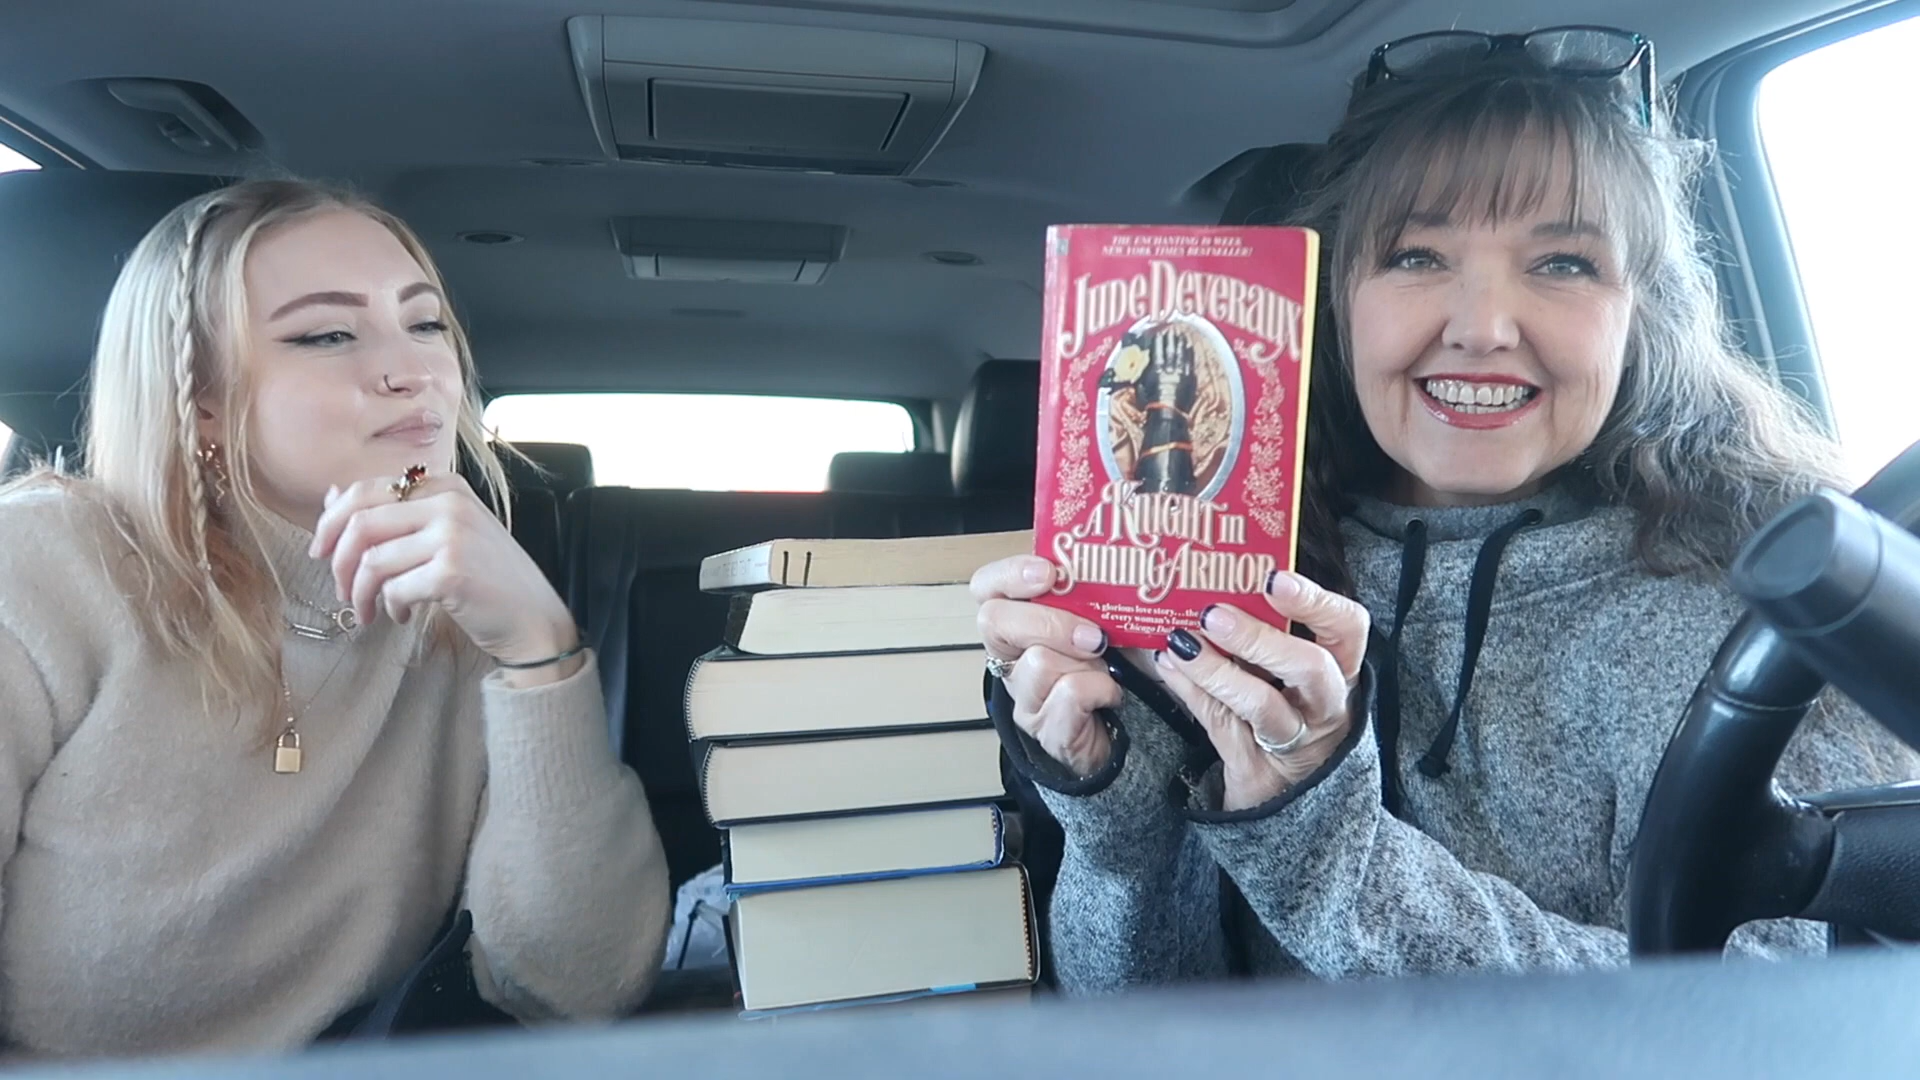 THE ENCHANTING 19 WEEK
NEW YORK TIMES BESTSELLER!
JUDE DEVERAUX
A KNIGHT in
SHINING ARMOR
"A glorious love story...the
of every woman's fantasy
—Chicago